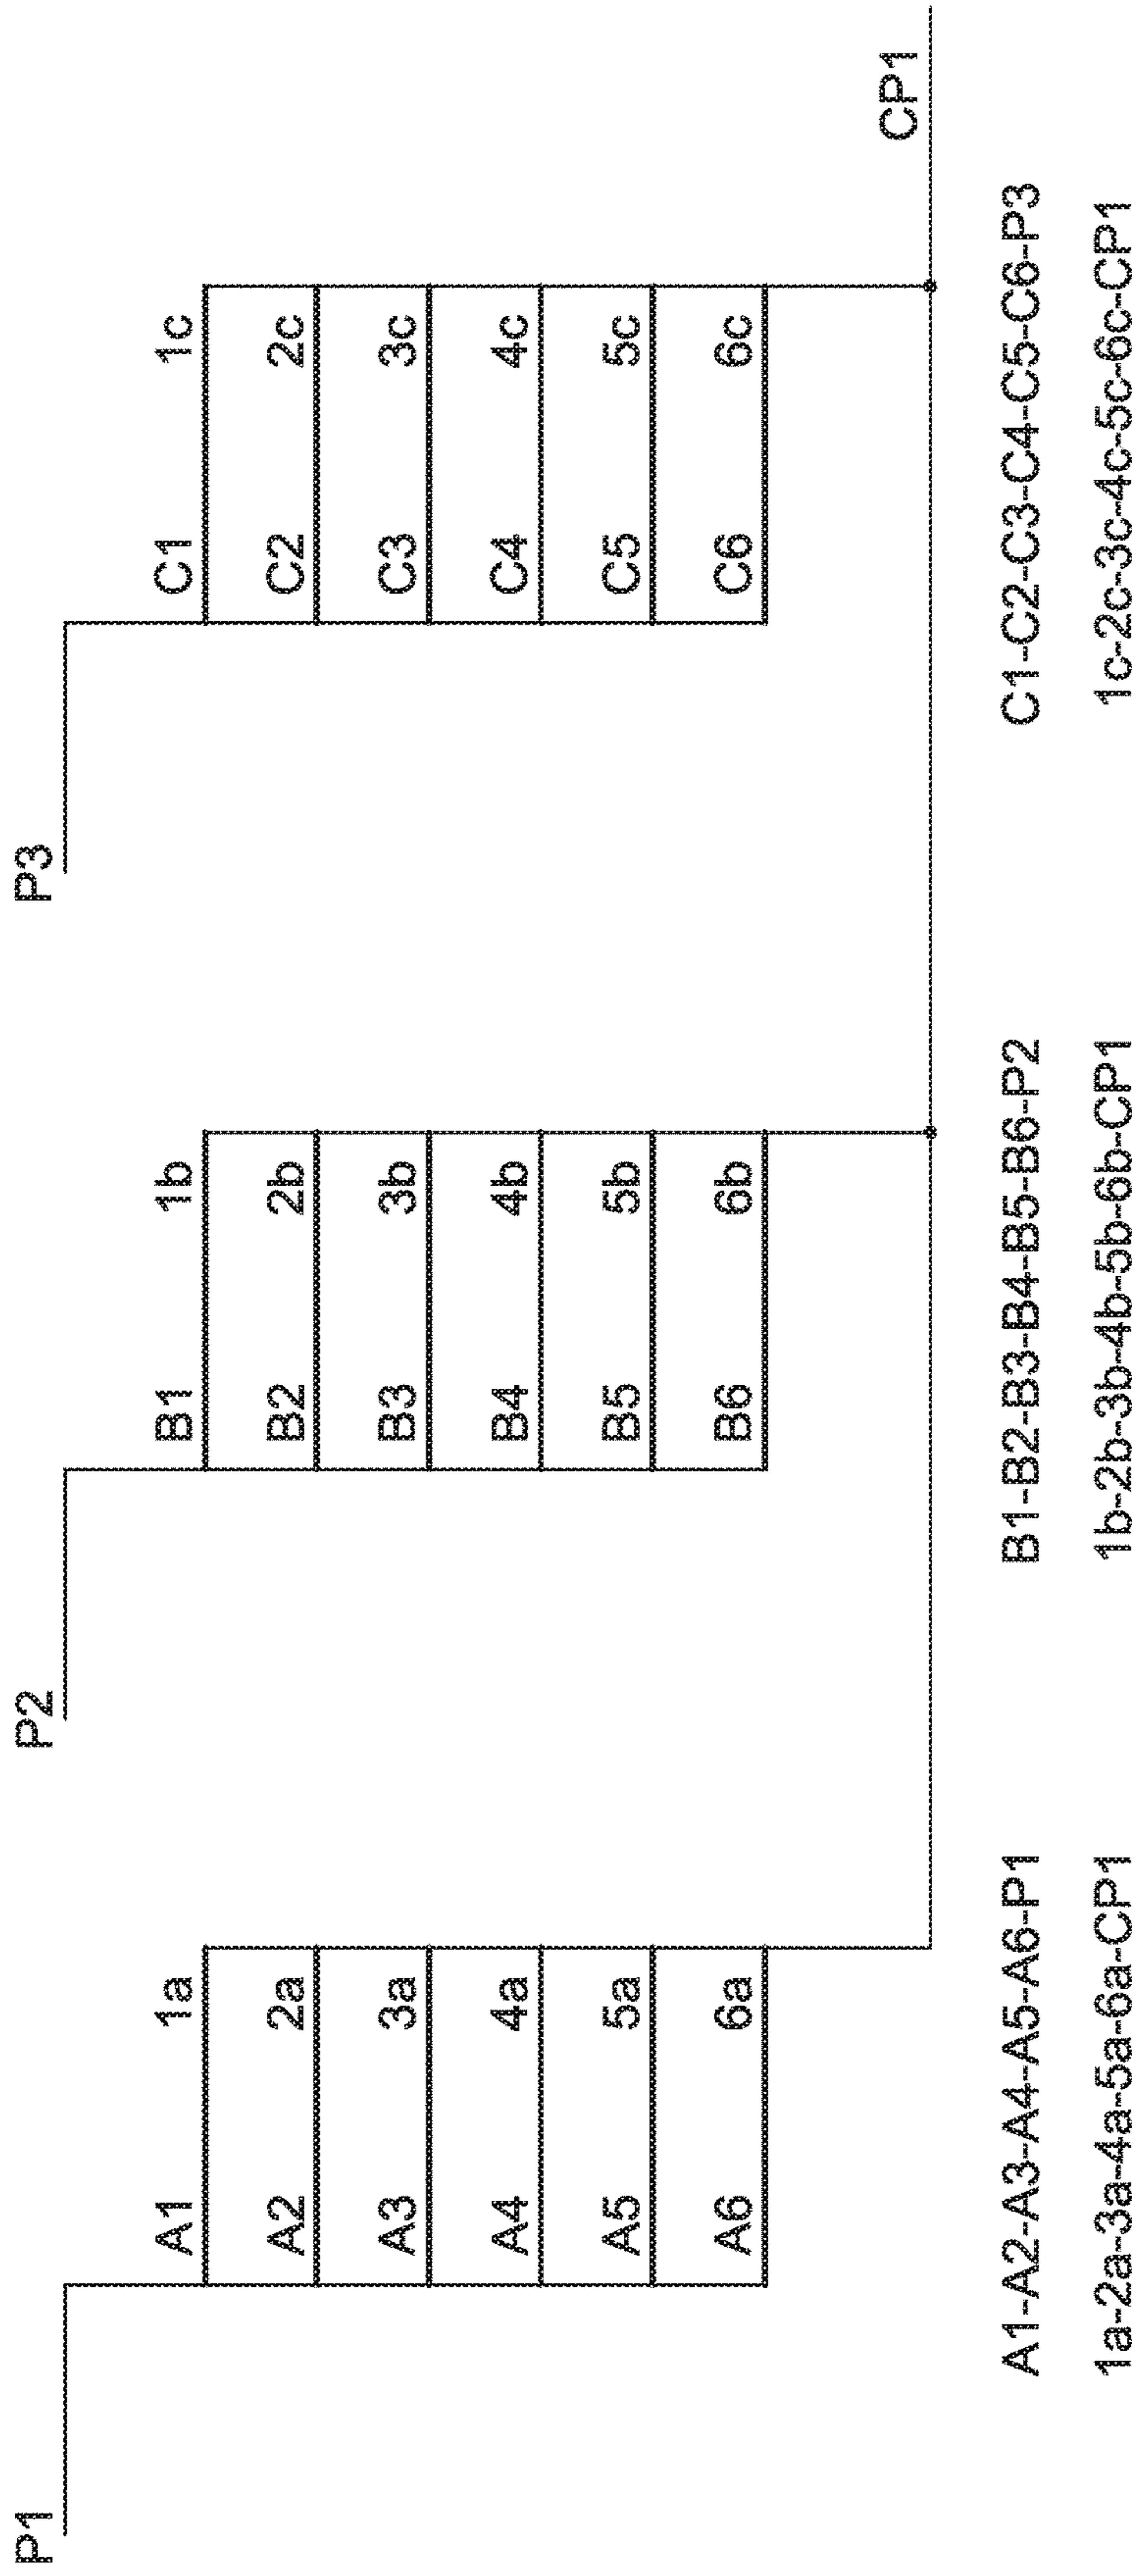 P1
P2
P3
A1 1a
B1 1b
C1 1c
A2 2a
B2 2b
C2 2c
A3 3a
B3 3b
C3 3c
A4 4a
B4 4b
C4 4c
A5 5a
B5 5b
C5 5c
A6 6a
B6 6b
C6 6c
CP1
A1-A2-A3-A4-A5-A6-P1
B1-B2-B3-B4-B5-B6-P2
C1-C2-C3-C4-C5-C6-P3
1a-2a-3a-4a-5a-6a-CP1
1b-2b-3b-4b-5b-6b-CP1
1c-2c-3c-4c-5c-6c-CP1